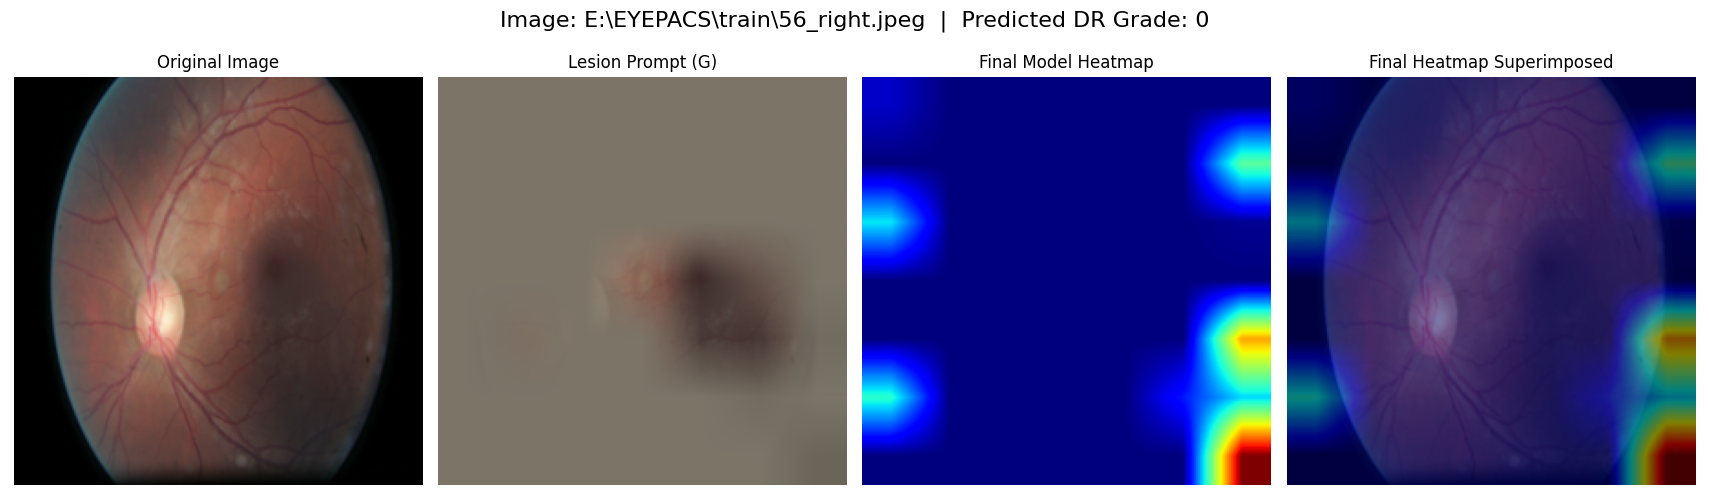 Image: E:\EYEPACS\train\56_right.jpeg  |  Predicted DR Grade: 0
Original Image
Lesion Prompt (G)
Final Model Heatmap
Final Heatmap Superimposed